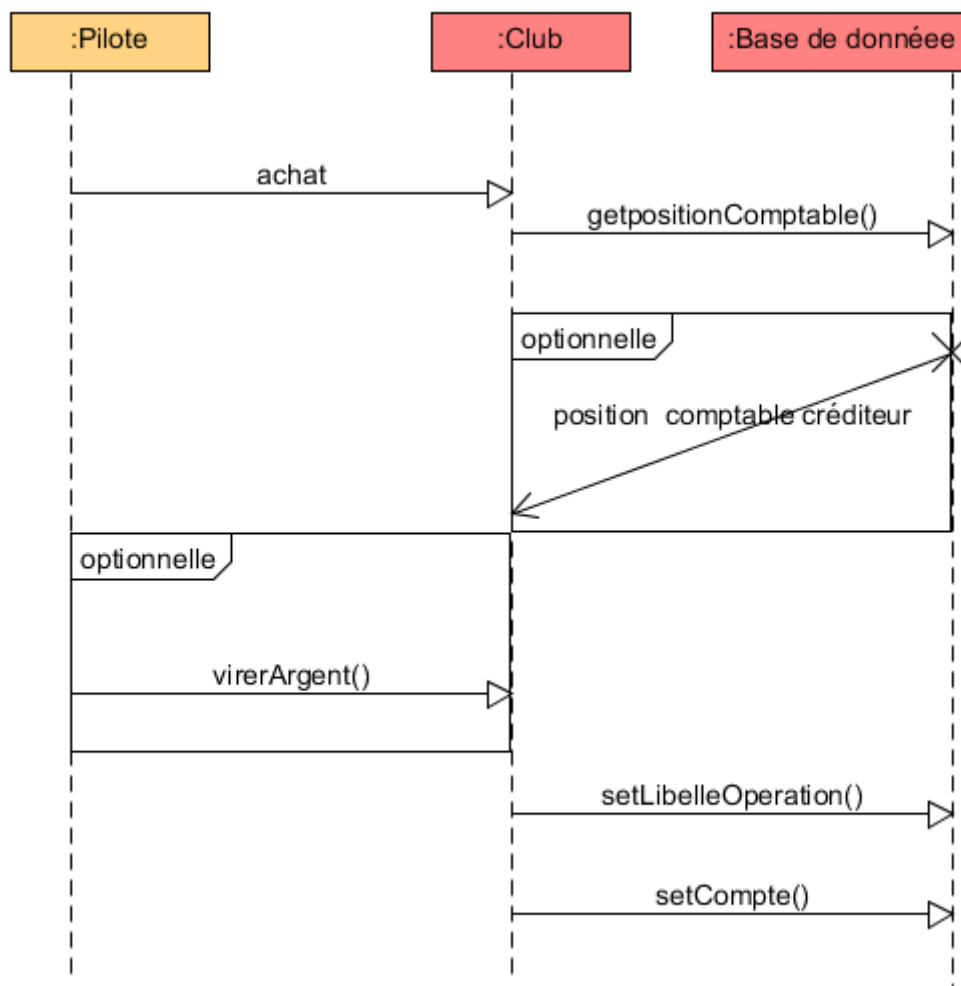 :Pilote
:Club
:Base de donnéee
achat
getpositionComptable()
optionnelle
position comptable créditeur
optionnelle
virerArgent()
setLibelleOperation()
setCompte()